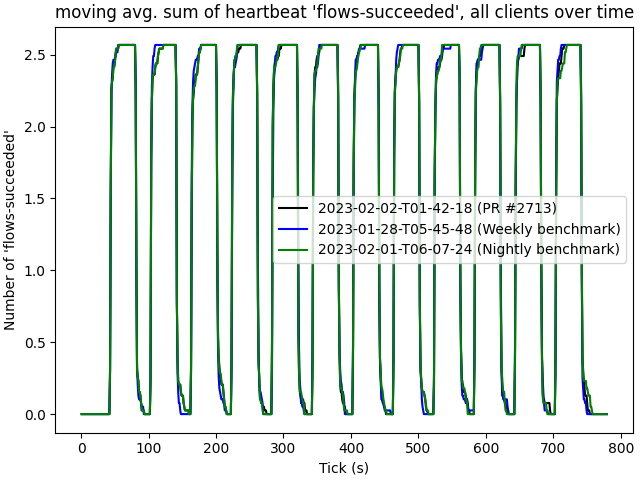 moving avg. sum of heartbeat 'flows-succeeded', all clients over time
Number of 'flows-succeeded'
2.5
2.0
1.5
1.0
0.5
0.0
2023-02-02-T01-42-18 (PR #2713)
2023-01-28-T05-45-48 (Weekly benchmark)
2023-02-01-T06-07-24 (Nightly benchmark)
0 100 200 300 400 500 600 700 800
Tick (s)